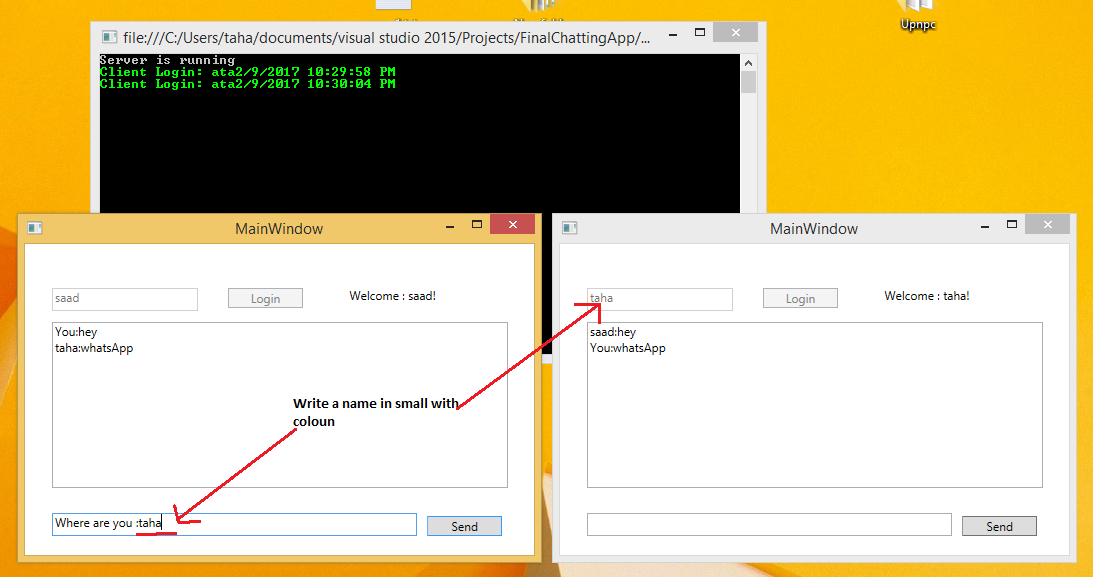 Upnpc
file:///C:/Users/taha/documents/visual studio 2015/Projects/FinalChattingApp/...
Server is running
Client Login: ata2/9/2017 10:29:58 PM
Client Login: ata2/9/2017 10:30:04 PM
MainWindow
saad
Login
Welcome : saad!
You:hey
taha:whatsApp
Write a name in small with
coloun
Where are you :taha
Send
MainWindow
taha
Login
Welcome : taha!
saad:hey
You:whatsApp
Send